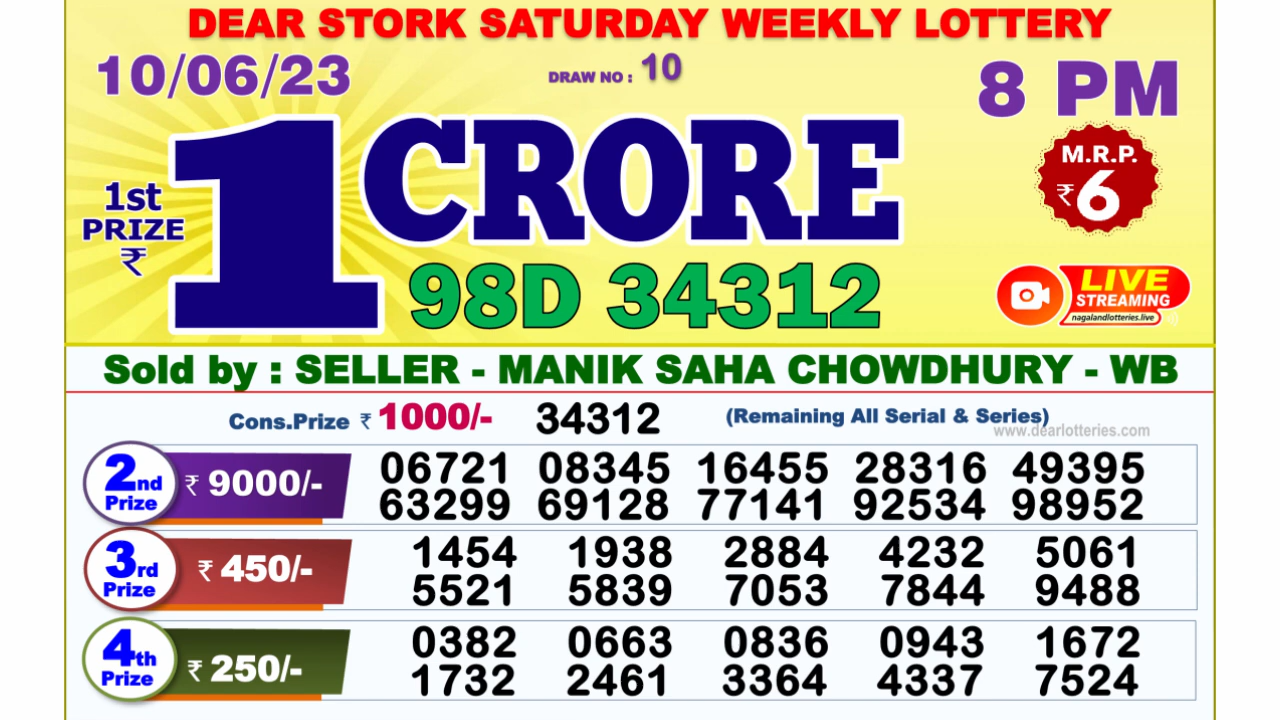 DEAR STORK SATURDAY WEEKLY LOTTERY
10/06/23
DRAW NO : 10
8 PM
1st
PRIZE
₹
1 CRORE
M.R.P.
₹ 6
98D 34312
LIVE
STREAMING
nagalandlotteries.live
Sold by : SELLER - MANIK SAHA CHOWDHURY - WB
Cons.Prize ₹ 1000/- 34312 (Remaining All Serial & Series)
www.dearlotteries.com
2nd Prize ₹ 9000/-
06721 08345 16455 28316 49395
63299 69128 77141 92534 98952
3rd Prize ₹ 450/-
1454 1938 2884 4232 5061
5521 5839 7053 7844 9488
4th Prize ₹ 250/-
0382 0663 0836 0943 1672
1732 2461 3364 4337 7524